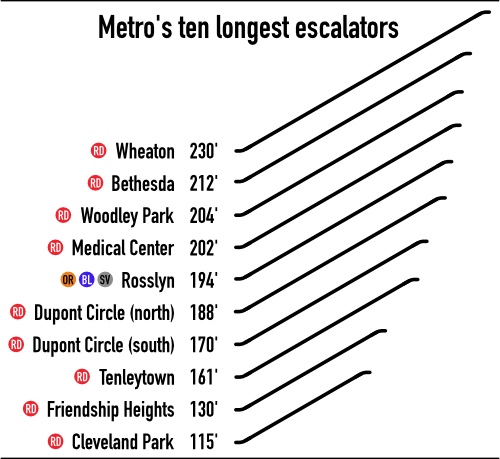 Metro's ten longest escalators
RD Wheaton 230'
RD Bethesda 212'
RD Woodley Park 204'
RD Medical Center 202'
OR BL SV Rosslyn 194'
RD Dupont Circle (north) 188'
RD Dupont Circle (south) 170'
RD Tenleytown 161'
RD Friendship Heights 130'
RD Cleveland Park 115'